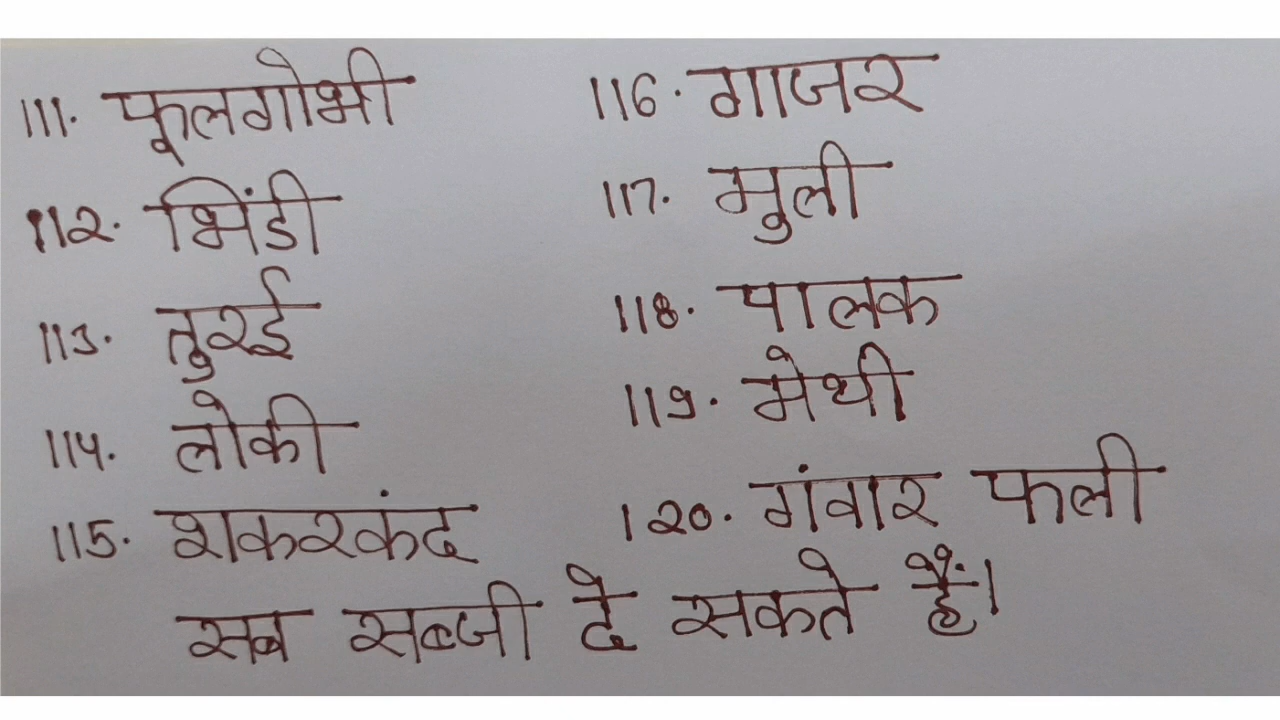 111. फूलगोभी
112. भिंडी
113. तुरई
114. लोकी
115. शकरकंद
116. गाजर
117. मुली
118. पालक
119. मेथी
120. गंवार फली
सब सब्जी दे सकते हैं।